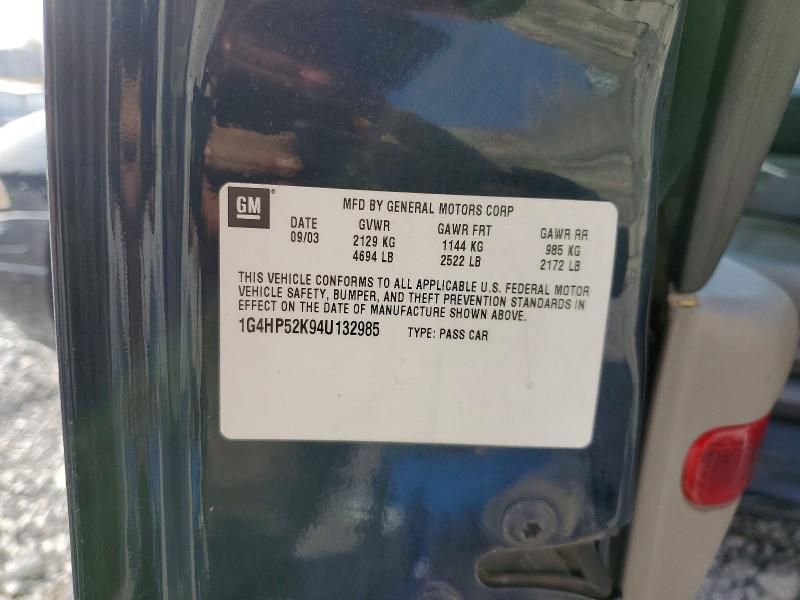 GM MFD BY GENERAL MOTORS CORP
DATE GVWR GAWR FRT GAWR RR
09/03 2129 KG 1144 KG 985 KG
4694 LB 2522 LB 2172 LB
THIS VEHICLE CONFORMS TO ALL APPLICABLE U.S. FEDERAL MOTOR
VEHICLE SAFETY, BUMPER, AND THEFT PREVENTION STANDARDS IN
EFFECT ON THE DATE OF MANUFACTURE SHOWN ABOVE.
1G4HP52K94U132985 TYPE: PASS CAR